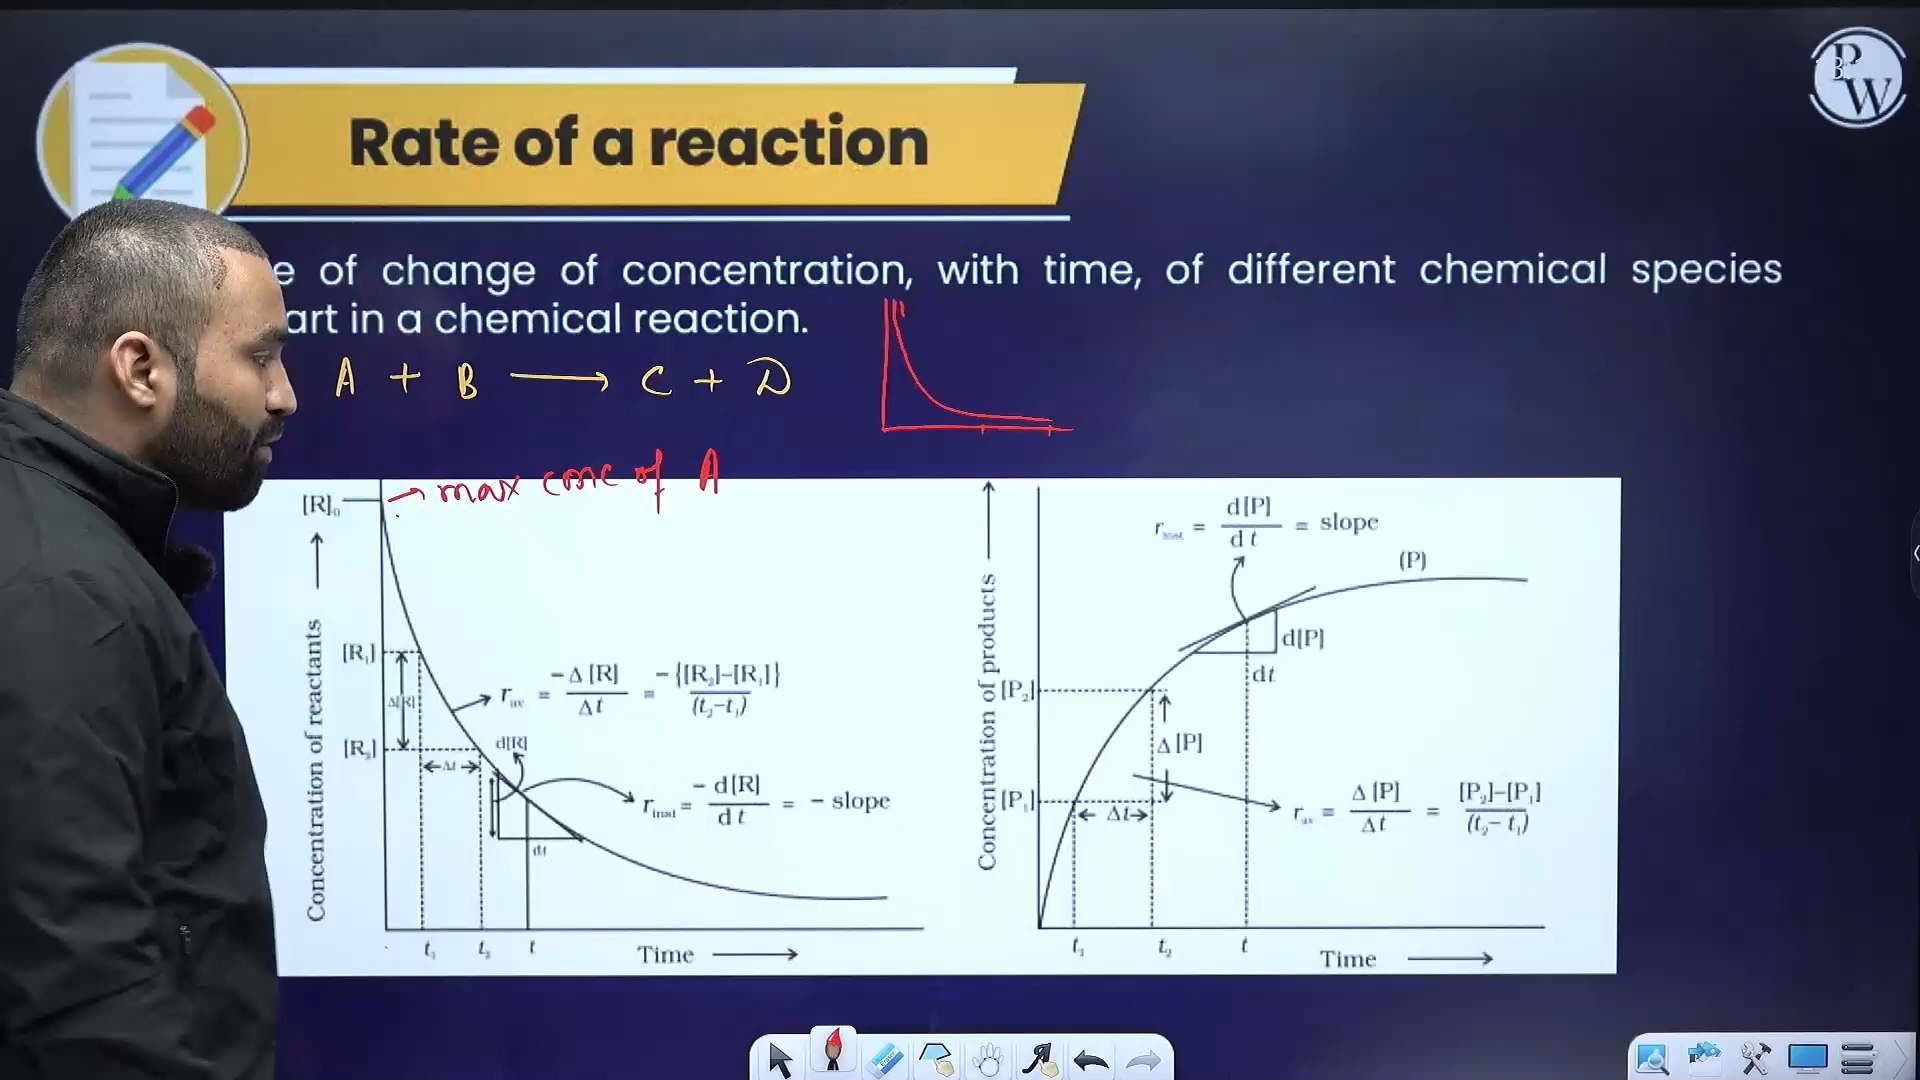 Rate of a reaction
PW
e of change of concentration, with time, of different chemical species
art in a chemical reaction.
A + B ⟶ C + D
→ max conc of A
[R]₀
Concentration of reactants
[R₁]
Δ[R]
[R₂]
Δt
r_av = -Δ[R]/Δt = -{[R₂]-[R₁]}/(t₂-t₁)
d[R]
r_inst = -d[R]/dt = - slope
dt
t₁ t₂ t
Time
Concentration of products
r_inst = d[P]/dt = slope
(P)
d[P]
dt
[P₂]
Δ[P]
[P₁]
Δt
r_av = Δ[P]/Δt = [P₂]-[P₁]/(t₂-t₁)
t₁ t₂ t
Time